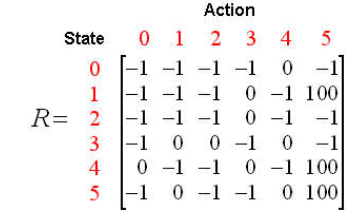 Action
State 0 1 2 3 4 5
0 -1 -1 -1 -1 0 -1
1 -1 -1 -1 0 -1 100
R= 2 -1 -1 -1 0 -1 -1
3 -1 0 0 -1 0 -1
4 0 -1 -1 0 -1 100
5 -1 0 -1 -1 0 100